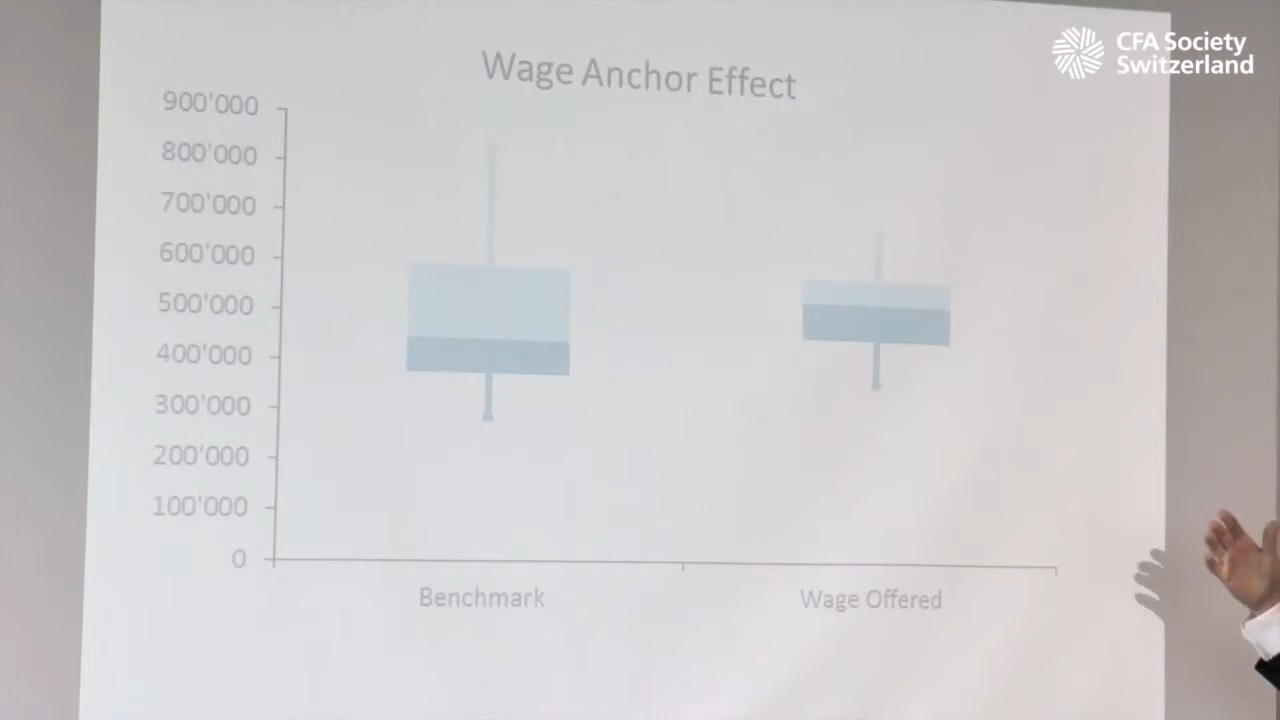 CFA Society
Switzerland
Wage Anchor Effect
900'000
800'000
700'000
600'000
500'000
400'000
300'000
200'000
100'000
0
Benchmark
Wage Offered